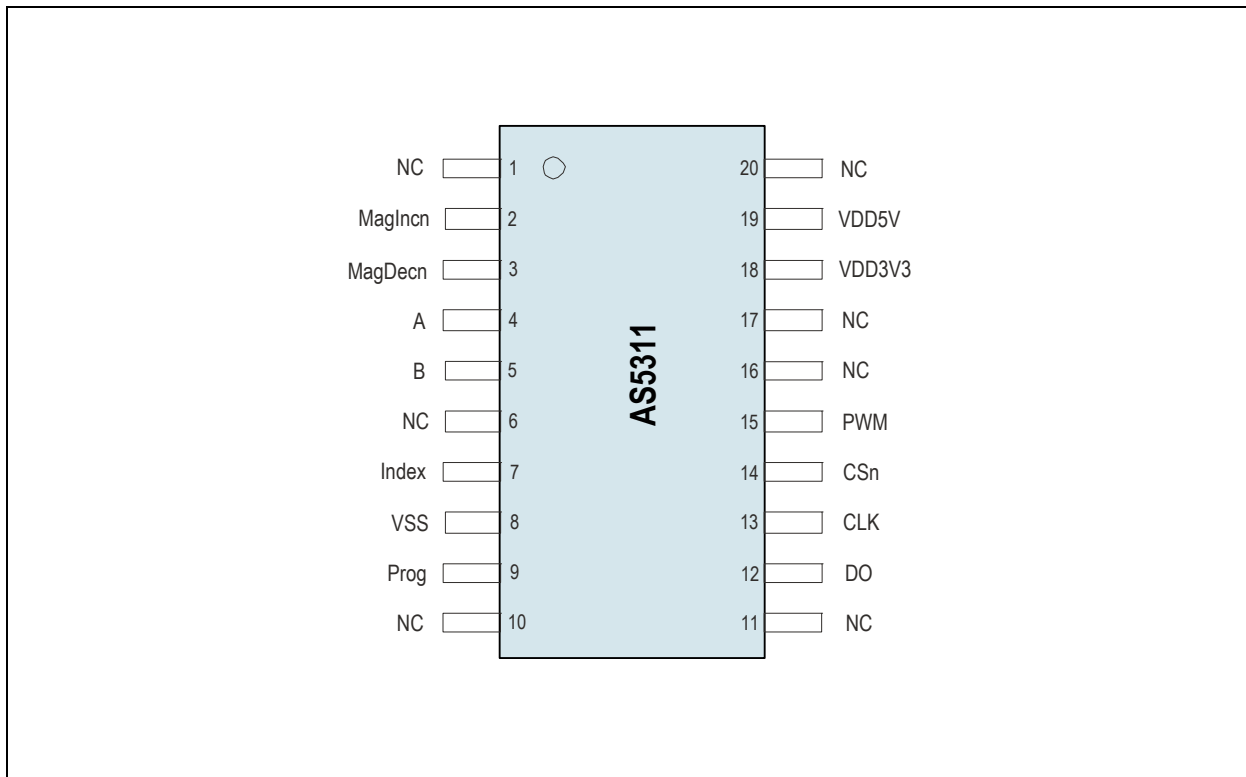 NC 1 20 NC
MagIncn 2 19 VDD5V
MagDecn 3 18 VDD3V3
A 4 17 NC
B 5 16 NC
NC 6 15 PWM
Index 7 14 CSn
VSS 8 13 CLK
Prog 9 12 DO
NC 10 11 NC
AS5311